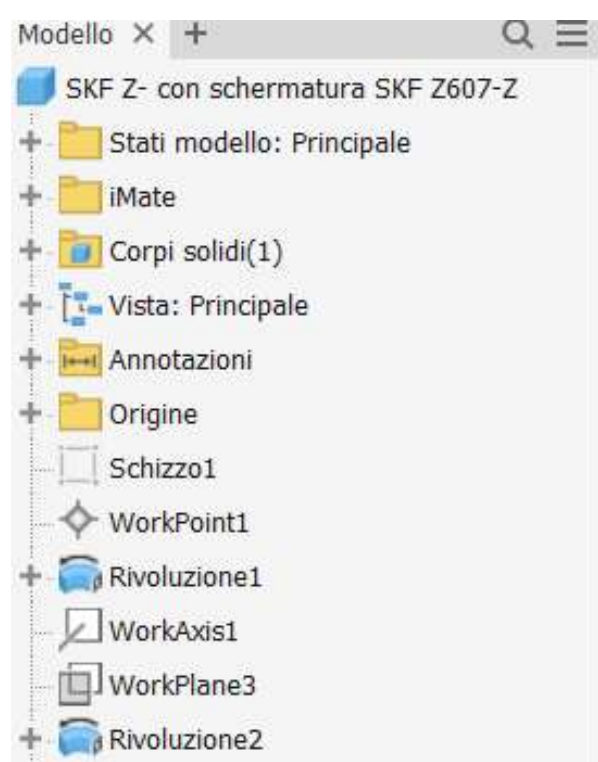 Modello
SKF Z- con schermatura SKF Z607-Z
Stati modello: Principale
iMate
Corpi solidi(1)
Vista: Principale
Annotazioni
Origine
Schizzo1
WorkPoint1
Rivoluzione1
WorkAxis1
WorkPlane3
Rivoluzione2